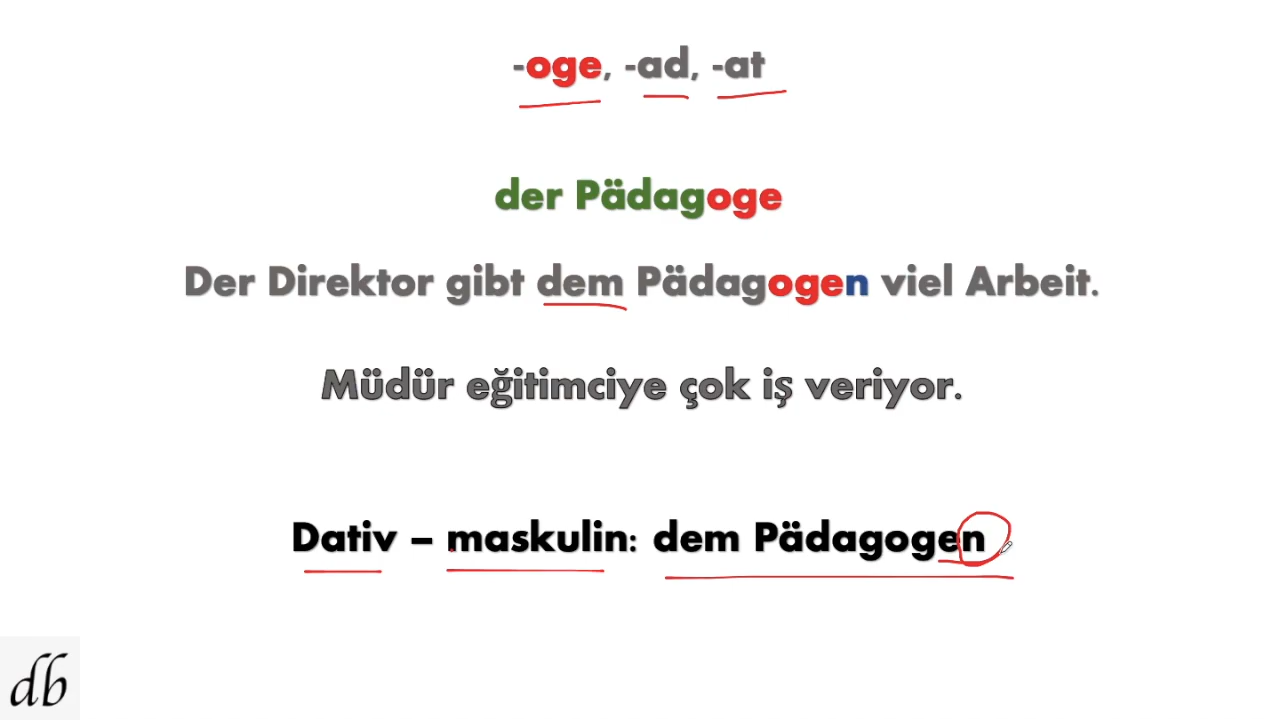 -oge, -ad, -at
der Pädagoge
Der Direktor gibt dem Pädagogen viel Arbeit.
Müdür eğitimciye çok iş veriyor.
Dativ – maskulin: dem Pädagogen
db